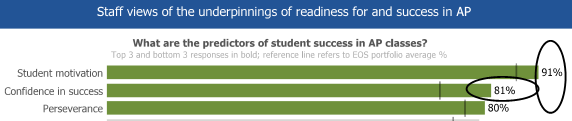 Staff views of the underpinnings of readiness for and success in AP
What are the predictors of student success in AP classes?
Top 3 and bottom 3 responses in bold; reference line refers to EOS portfolio average %
Student motivation 91%
Confidence in success 81%
Perseverance 80%